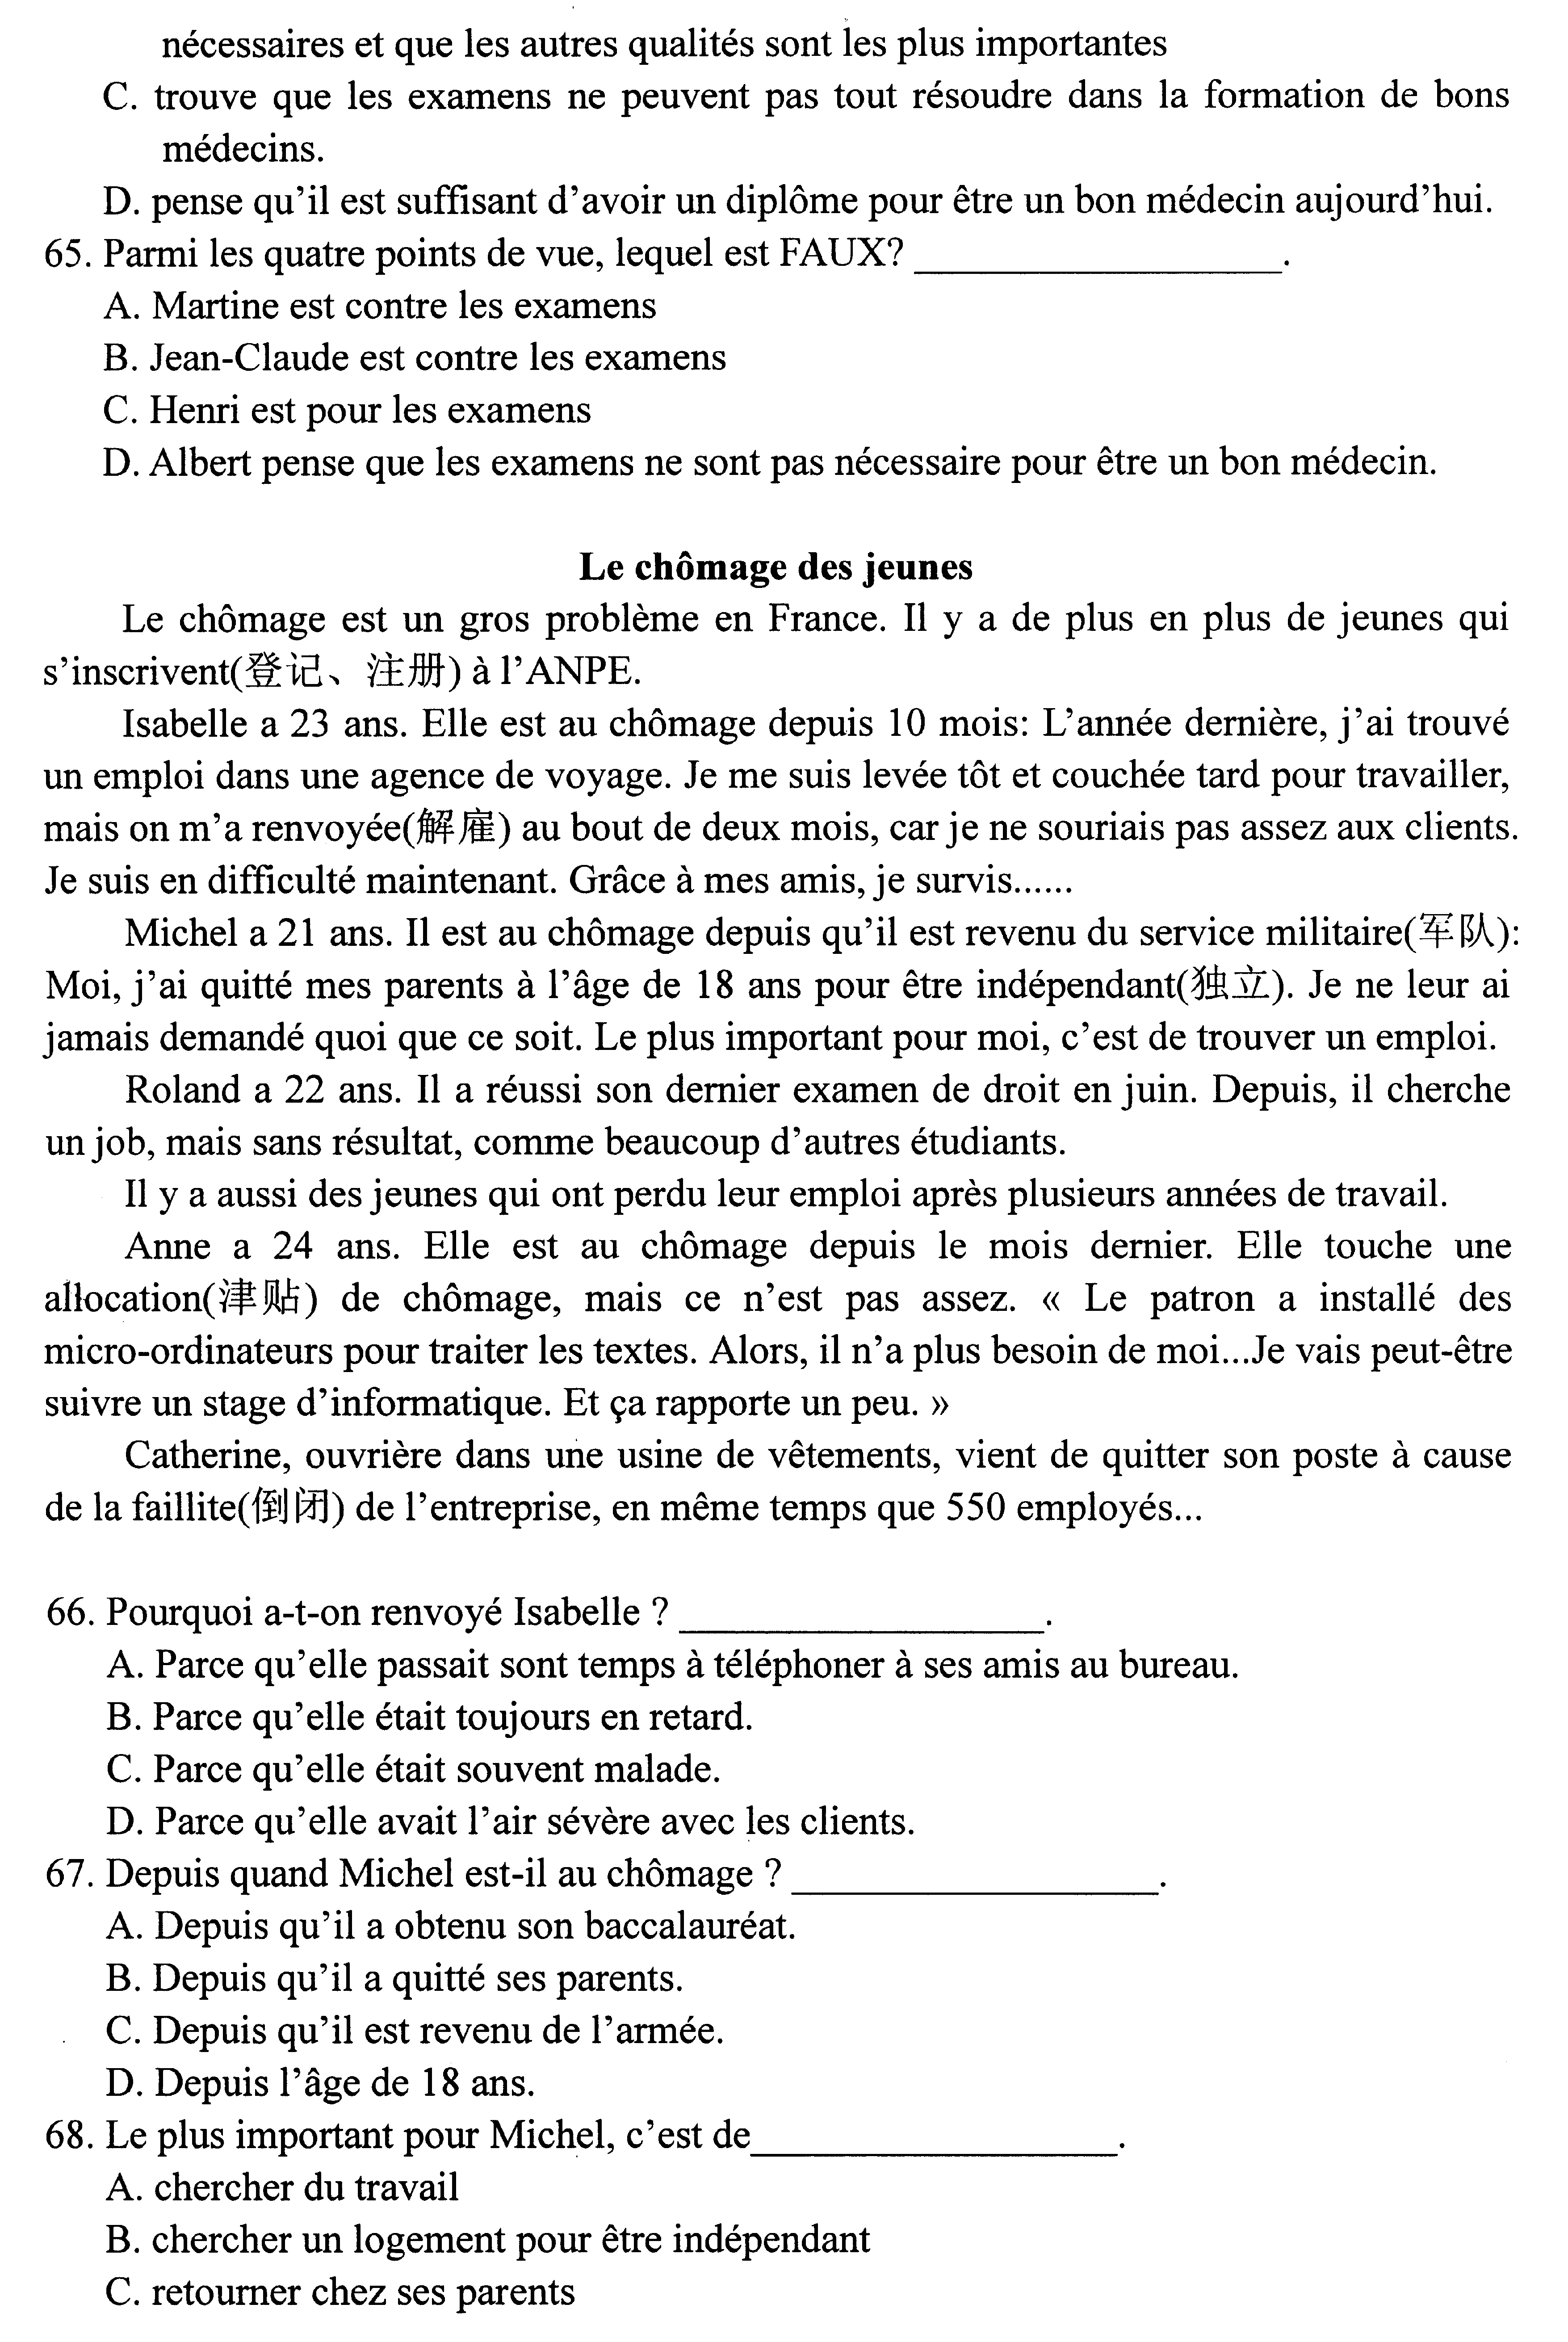 nécessaires et que les autres qualités sont les plus importantes
C. trouve que les examens ne peuvent pas tout résoudre dans la formation de bons
médecins.
D. pense qu'il est suffisant d'avoir un diplôme pour être un bon médecin aujourd'hui.
65. Parmi les quatre points de vue, lequel est FAUX? __________________.
A. Martine est contre les examens
B. Jean-Claude est contre les examens
C. Henri est pour les examens
D. Albert pense que les examens ne sont pas nécessaire pour être un bon médecin.
Le chômage des jeunes
Le chômage est un gros problème en France. Il y a de plus en plus de jeunes qui
s'inscrivent(登记、注册) à l'ANPE.
Isabelle a 23 ans. Elle est au chômage depuis 10 mois: L'année dernière, j'ai trouvé
un emploi dans une agence de voyage. Je me suis levée tôt et couchée tard pour travailler,
mais on m'a renvoyée(解雇) au bout de deux mois, car je ne souriais pas assez aux clients.
Je suis en difficulté maintenant. Grâce à mes amis, je survis......
Michel a 21 ans. Il est au chômage depuis qu'il est revenu du service militaire(军队):
Moi, j'ai quitté mes parents à l'âge de 18 ans pour être indépendant(独立). Je ne leur ai
jamais demandé quoi que ce soit. Le plus important pour moi, c'est de trouver un emploi.
Roland a 22 ans. Il a réussi son dernier examen de droit en juin. Depuis, il cherche
un job, mais sans résultat, comme beaucoup d'autres étudiants.
Il y a aussi des jeunes qui ont perdu leur emploi après plusieurs années de travail.
Anne a 24 ans. Elle est au chômage depuis le mois dernier. Elle touche une
allocation(津贴) de chômage, mais ce n'est pas assez. « Le patron a installé des
micro-ordinateurs pour traiter les textes. Alors, il n'a plus besoin de moi...Je vais peut-être
suivre un stage d'informatique. Et ça rapporte un peu. »
Catherine, ouvrière dans une usine de vêtements, vient de quitter son poste à cause
de la faillite(倒闭) de l'entreprise, en même temps que 550 employés...
66. Pourquoi a-t-on renvoyé Isabelle ? __________________.
A. Parce qu'elle passait sont temps à téléphoner à ses amis au bureau.
B. Parce qu'elle était toujours en retard.
C. Parce qu'elle était souvent malade.
D. Parce qu'elle avait l'air sévère avec les clients.
67. Depuis quand Michel est-il au chômage ? __________________.
A. Depuis qu'il a obtenu son baccalauréat.
B. Depuis qu'il a quitté ses parents.
C. Depuis qu'il est revenu de l'armée.
D. Depuis l'âge de 18 ans.
68. Le plus important pour Michel, c'est de__________________.
A. chercher du travail
B. chercher un logement pour être indépendant
C. retourner chez ses parents